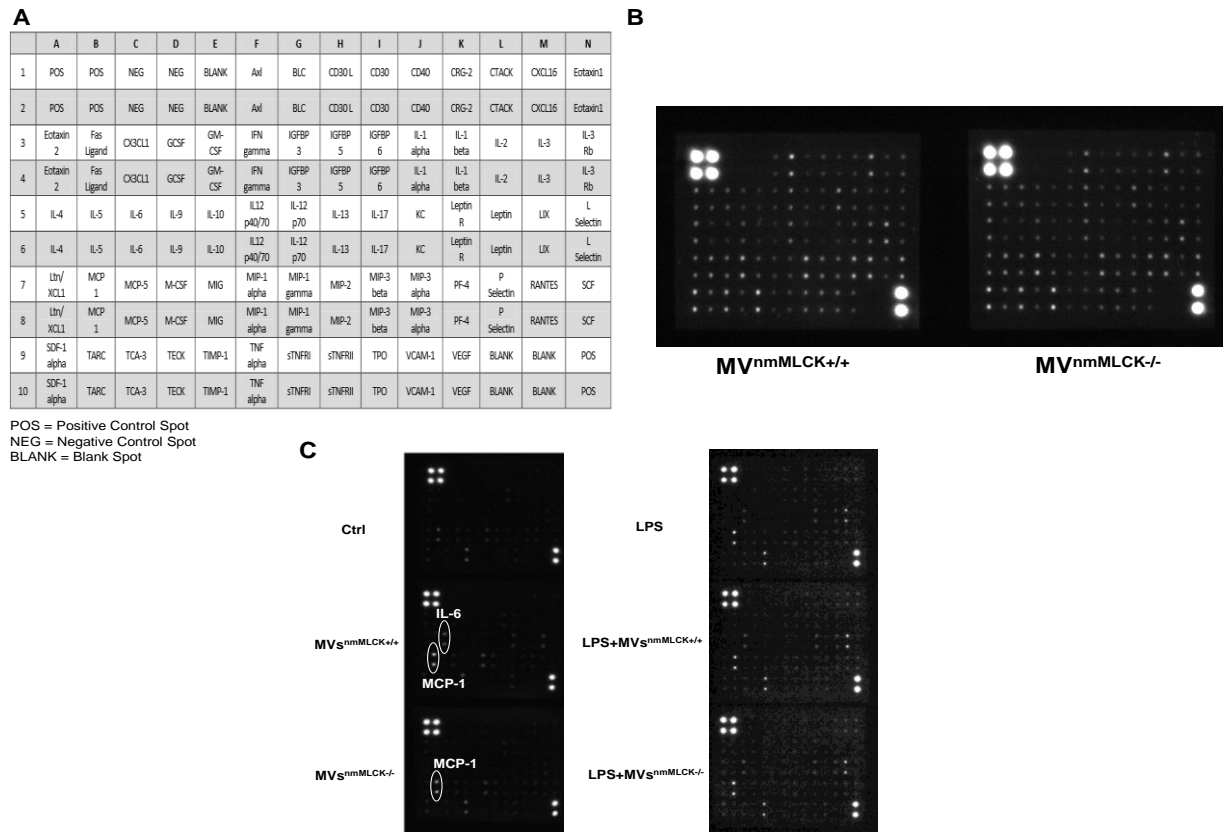 A
A B C D E F G H I J K L M N
1 POS POS NEG NEG BLANK Axl BLC CD30 L CD30 CD40 CRG-2 CTACK CXCL16 Eotaxin1
2 POS POS NEG NEG BLANK Axl BLC CD30 L CD30 CD40 CRG-2 CTACK CXCL16 Eotaxin1
3 Eotaxin 2 Fas Ligand CX3CL1 GCSF GM-CSF IFN gamma IGFBP 3 IGFBP 5 IGFBP 6 IL-1 alpha IL-1 beta IL-2 IL-3 IL-3 Rb
4 Eotaxin 2 Fas Ligand CX3CL1 GCSF GM-CSF IFN gamma IGFBP 3 IGFBP 5 IGFBP 6 IL-1 alpha IL-1 beta IL-2 IL-3 IL-3 Rb
5 IL-4 IL-5 IL-6 IL-9 IL-10 IL12 p40/70 IL-12 p70 IL-13 IL-17 KC Leptin R Leptin LIX L Selectin
6 IL-4 IL-5 IL-6 IL-9 IL-10 IL12 p40/70 IL-12 p70 IL-13 IL-17 KC Leptin R Leptin LIX L Selectin
7 Ltn/ XCL1 MCP 1 MCP-5 M-CSF MIG MIP-1 alpha MIP-1 gamma MIP-2 MIP-3 beta MIP-3 alpha PF-4 P Selectin RANTES SCF
8 Ltn/ XCL1 MCP 1 MCP-5 M-CSF MIG MIP-1 alpha MIP-1 gamma MIP-2 MIP-3 beta MIP-3 alpha PF-4 P Selectin RANTES SCF
9 SDF-1 alpha TARC TCA-3 TECK TIMP-1 TNF alpha sTNFRI sTNFRII TPO VCAM-1 VEGF BLANK BLANK POS
10 SDF-1 alpha TARC TCA-3 TECK TIMP-1 TNF alpha sTNFRI sTNFRII TPO VCAM-1 VEGF BLANK BLANK POS
POS = Positive Control Spot
NEG = Negative Control Spot
BLANK = Blank Spot
B
MVnmMLCK+/+
MVnmMLCK-/-
C
Ctrl
LPS
IL-6
MVsnmMLCK+/+
MCP-1
LPS+MVsnmMLCK+/+
MCP-1
MVsnmMLCK-/-
LPS+MVsnmMLCK-/-